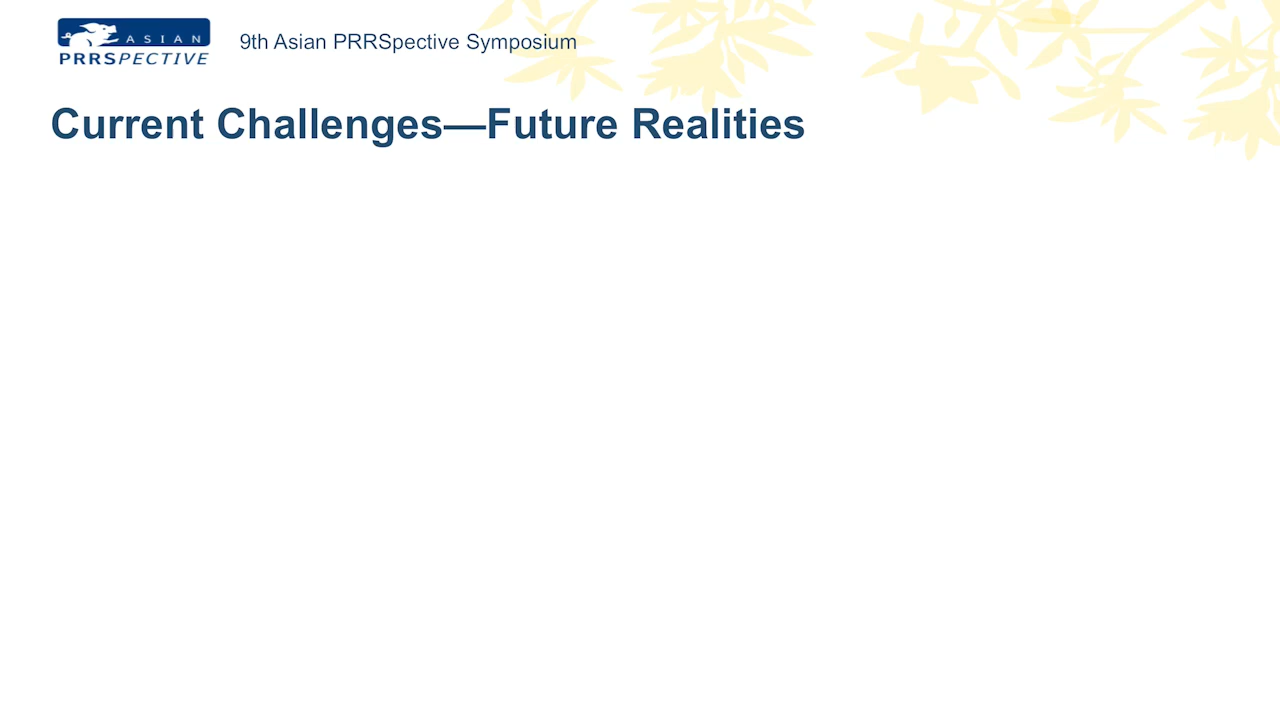 ASIAN
PRRSPECTIVE
9th Asian PRRSpective Symposium
Current Challenges—Future Realities